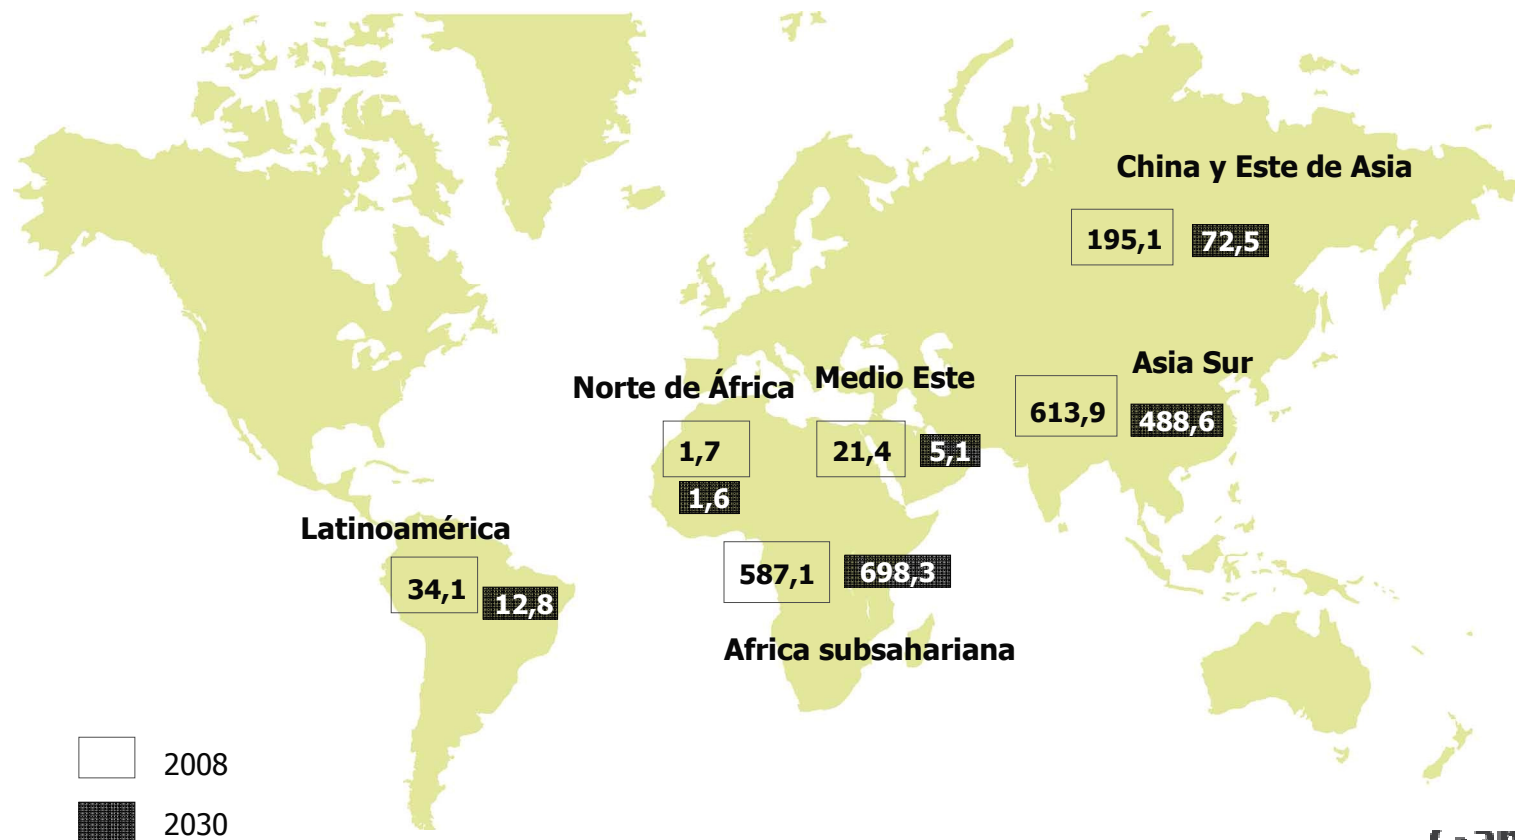 China y Este de Asia
195,1
72,5
Asia Sur
613,9
488,6
Medio Este
21,4
5,1
Norte de África
1,7
1,6
Latinoamérica
34,1
12,8
587,1
698,3
Africa subsahariana
2008
2030